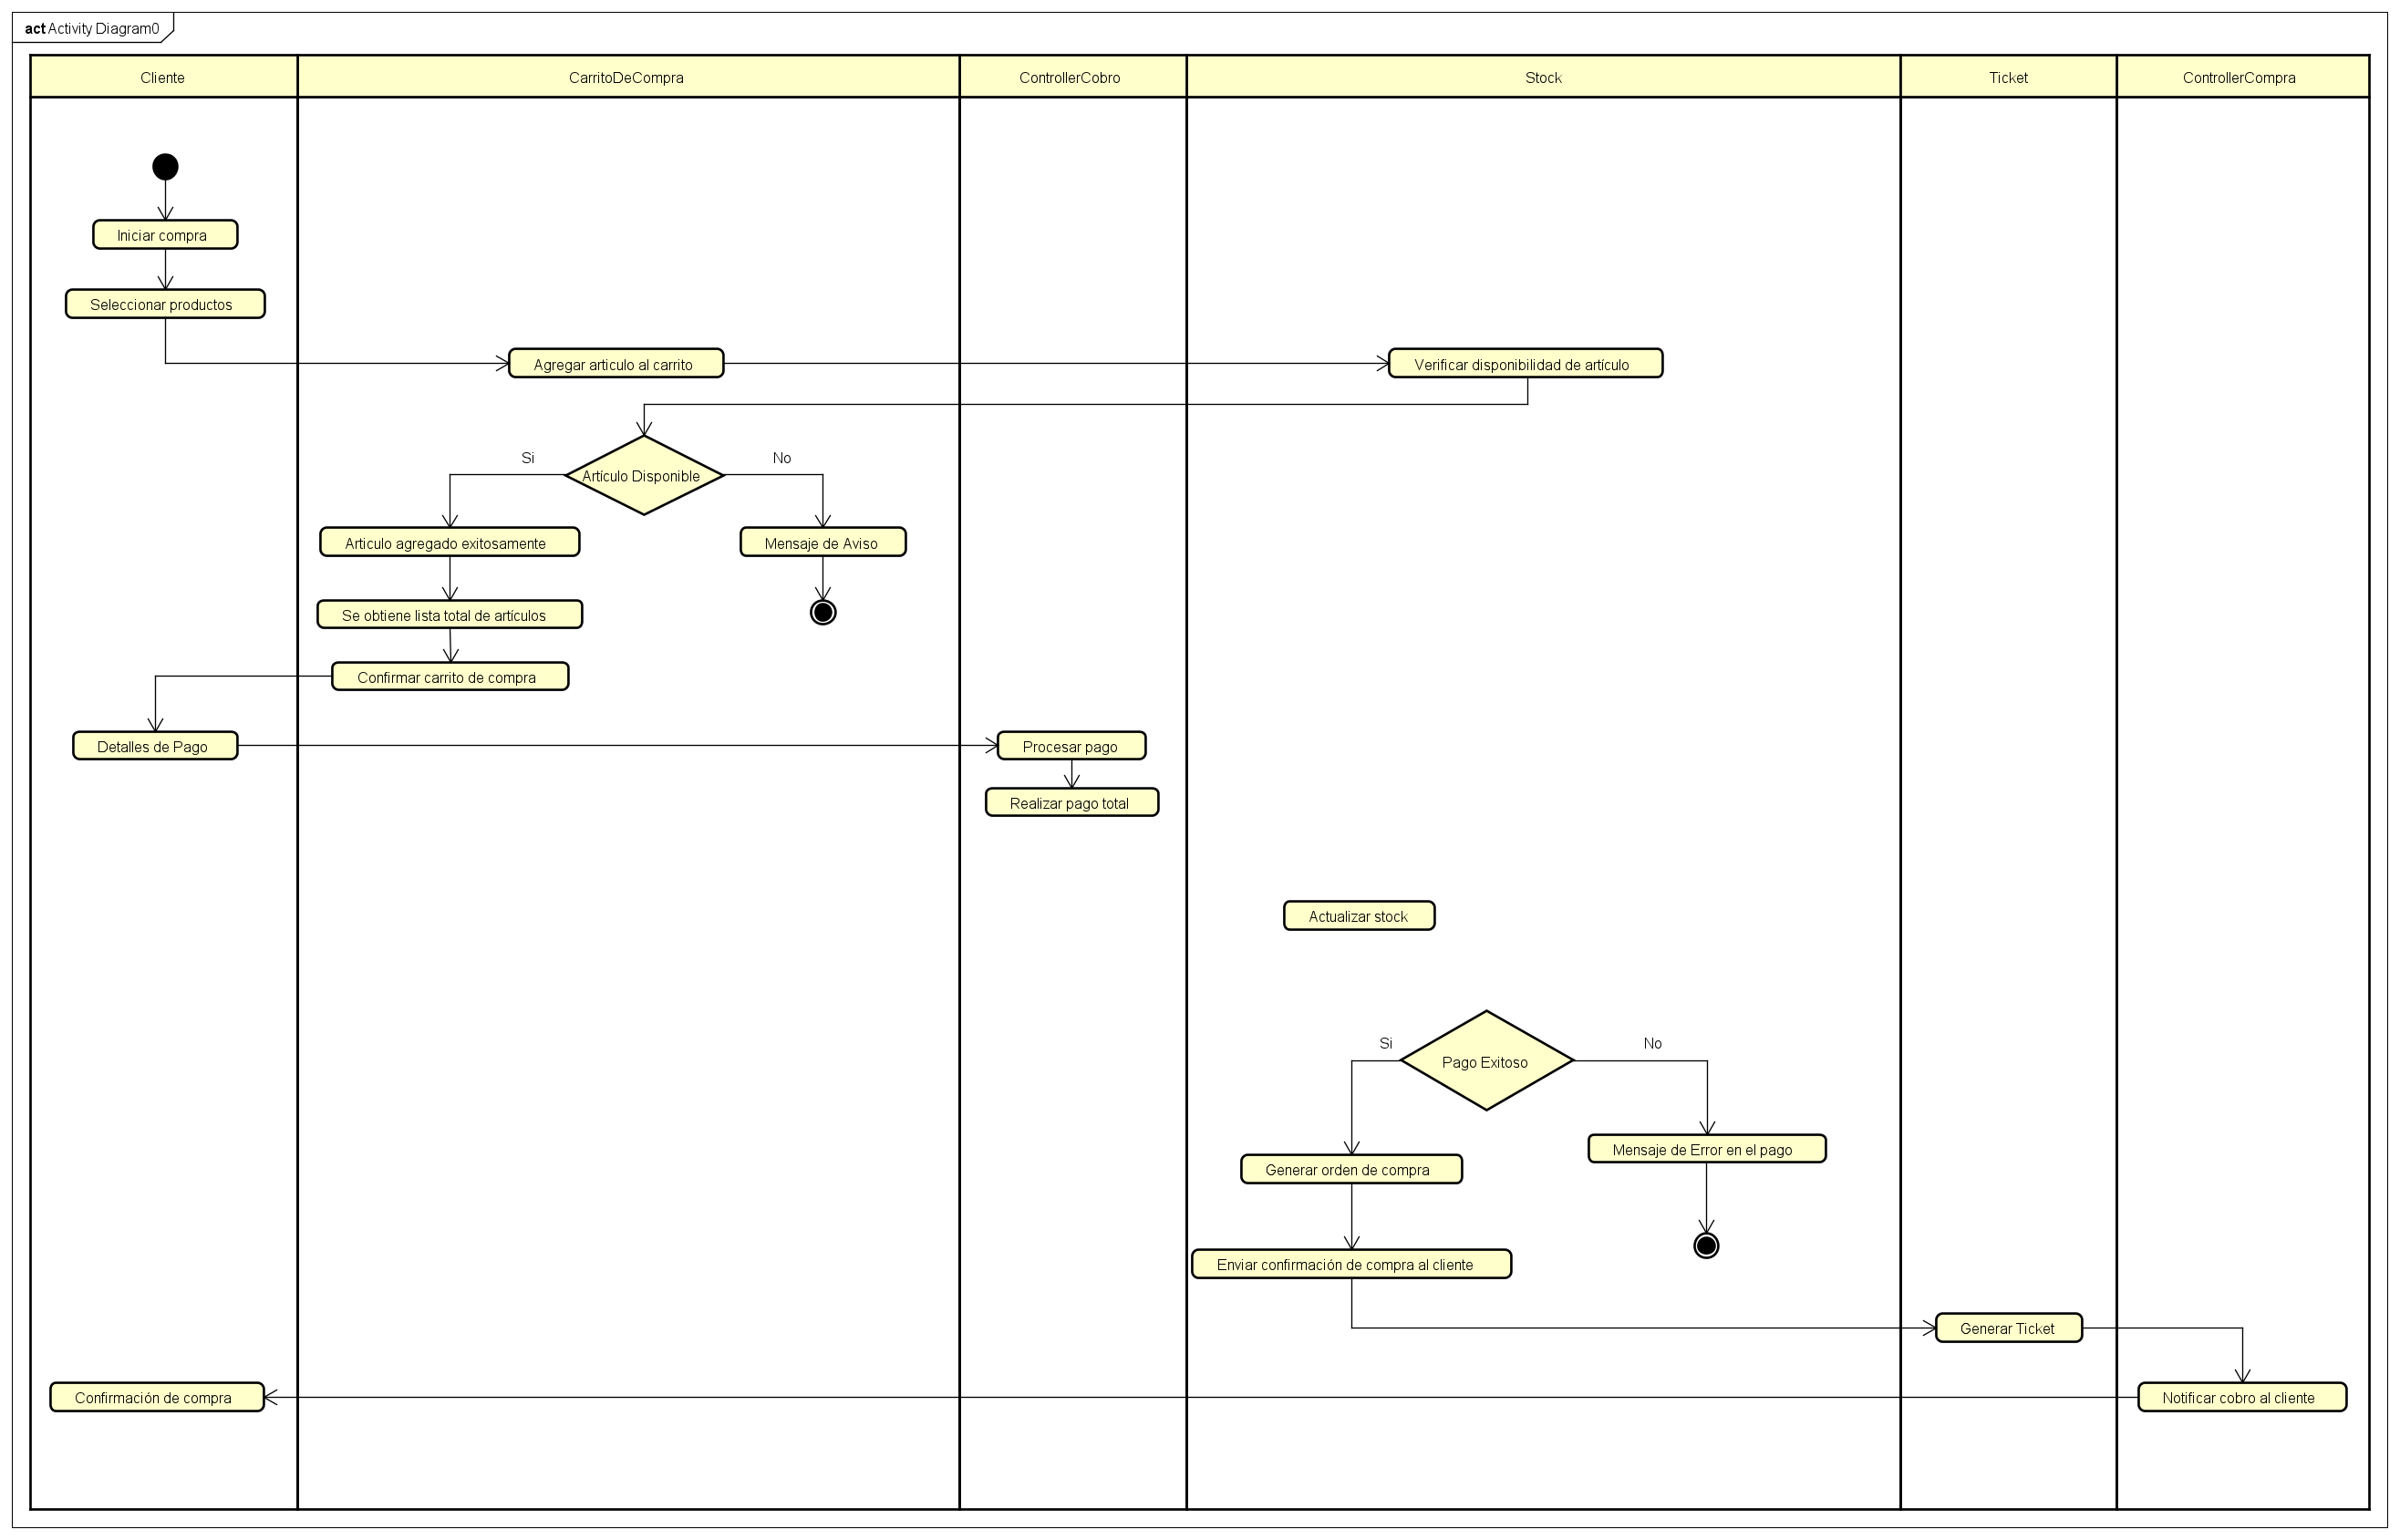 act Activity Diagram0
Cliente
CarritoDeCompra
ControllerCobro
Stock
Ticket
ControllerCompra
Iniciar compra
Seleccionar productos
Agregar articulo al carrito
Verificar disponibilidad de artículo
Si
No
Artículo Disponible
Articulo agregado exitosamente
Mensaje de Aviso
Se obtiene lista total de artículos
Confirmar carrito de compra
Detalles de Pago
Procesar pago
Realizar pago total
Actualizar stock
Si
No
Pago Exitoso
Mensaje de Error en el pago
Generar orden de compra
Enviar confirmación de compra al cliente
Generar Ticket
Confirmación de compra
Notificar cobro al cliente